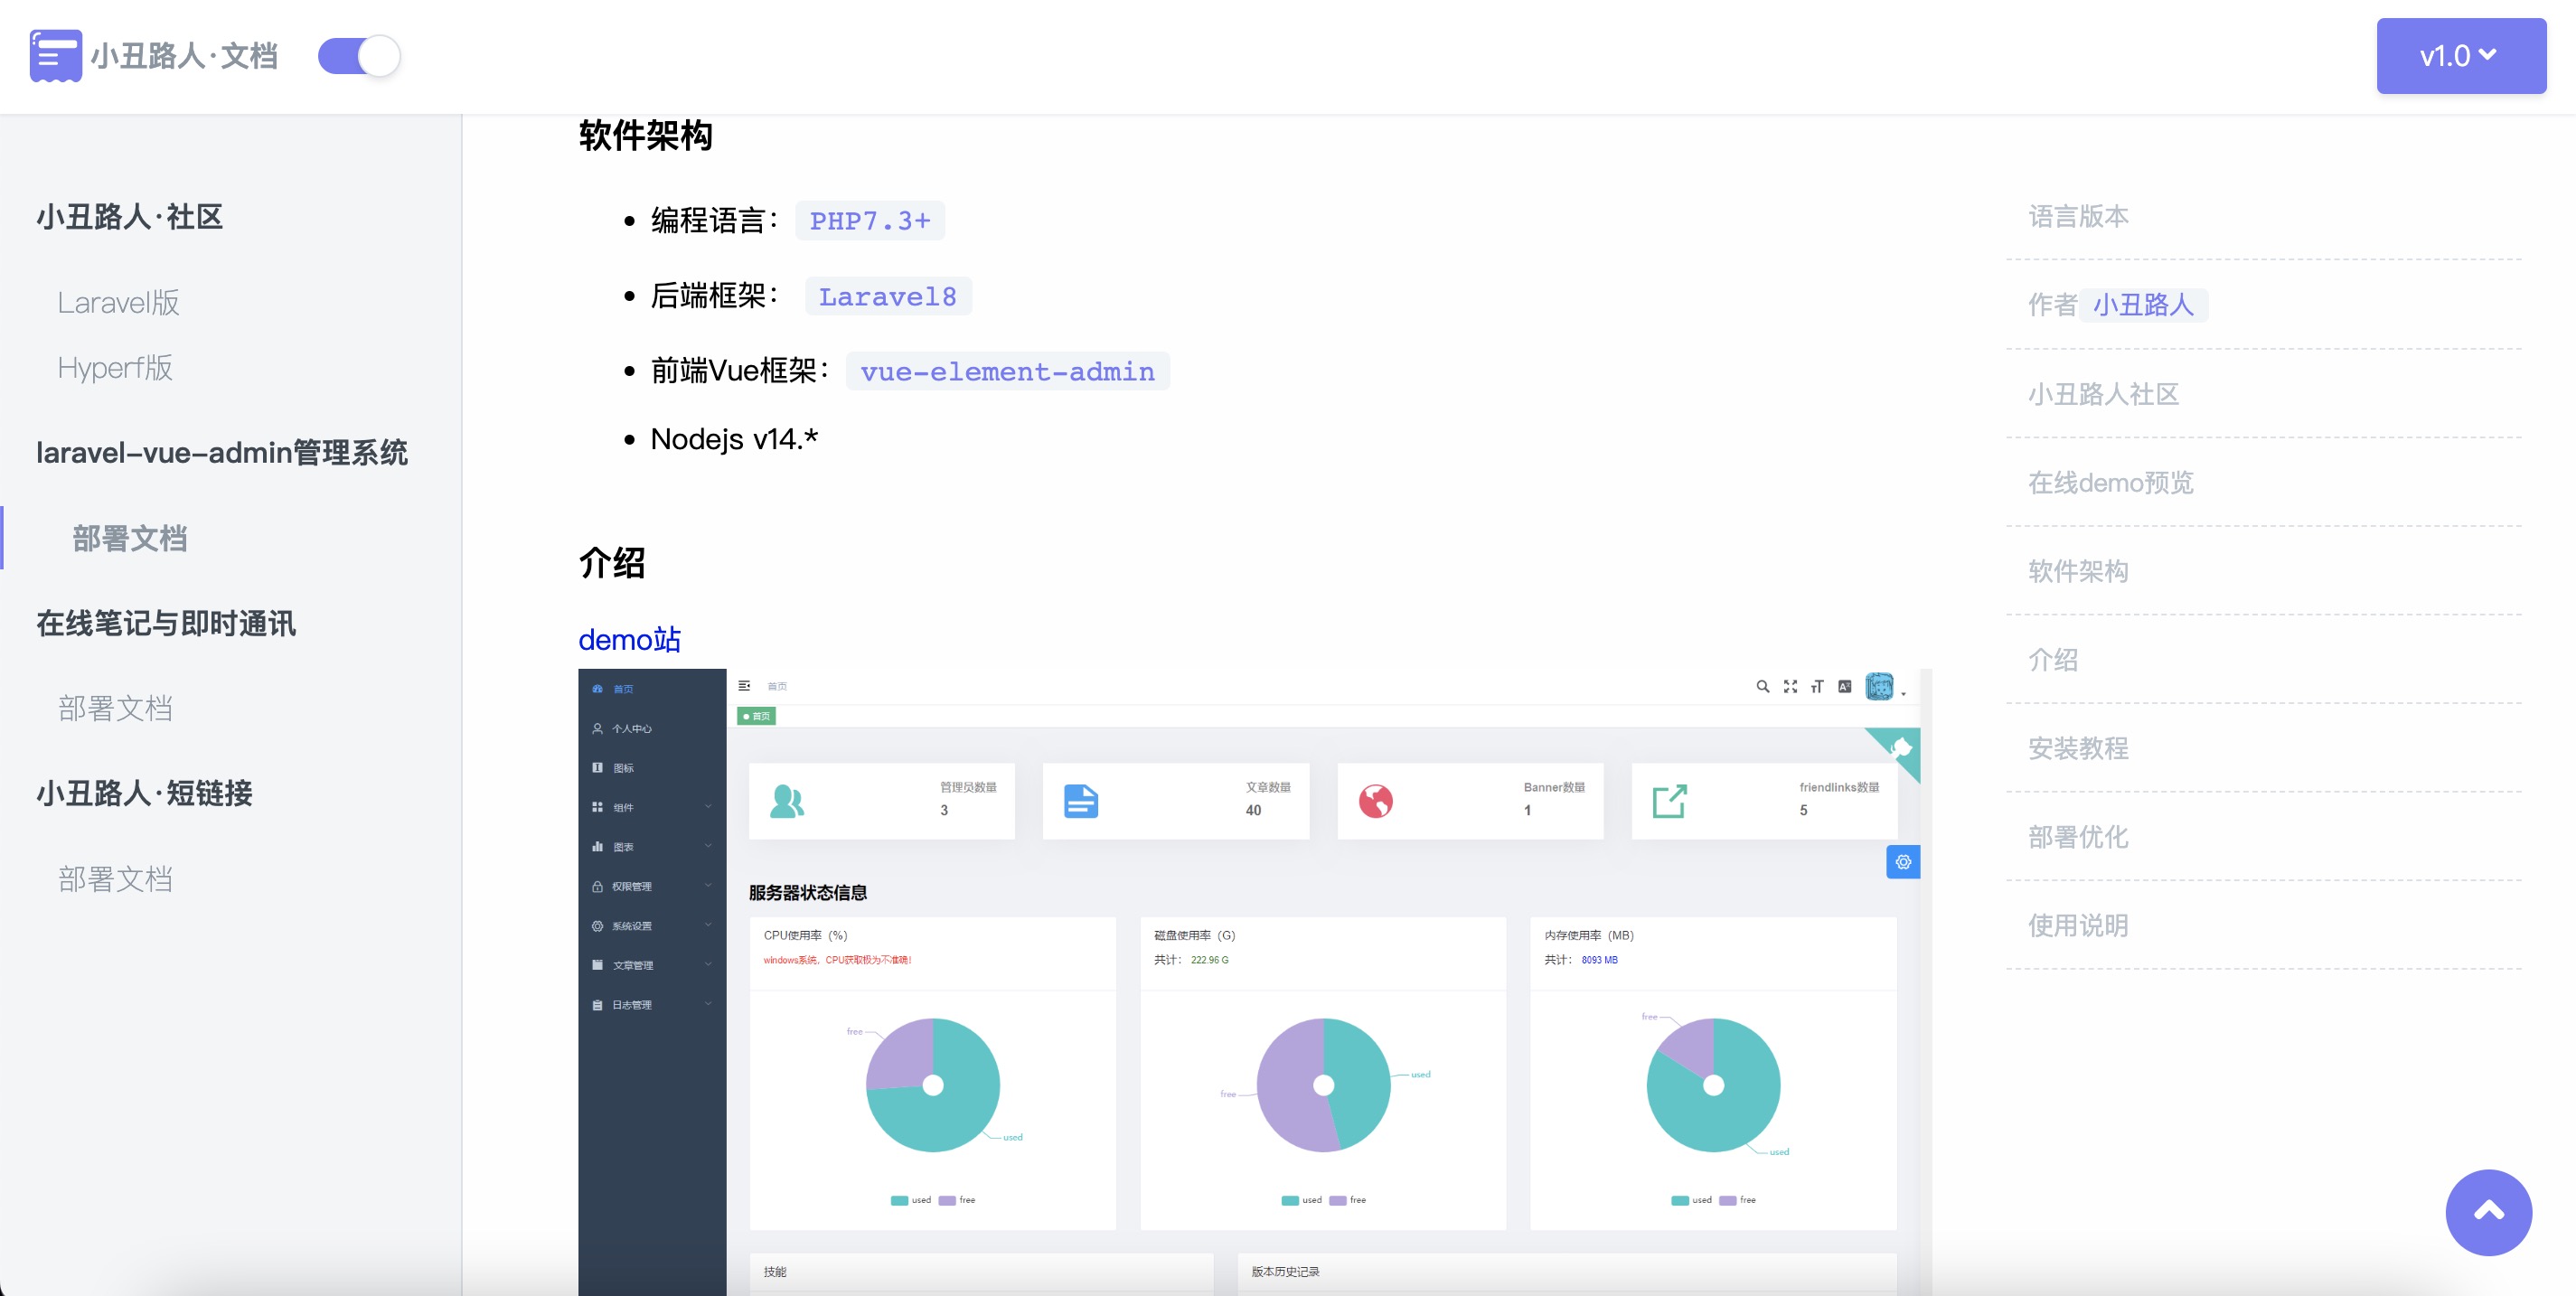 小丑路人·文档
v1.0
小丑路人·社区
Laravel版
Hyperf版
laravel-vue-admin管理系统
部署文档
在线笔记与即时通讯
部署文档
小丑路人·短链接
部署文档
软件架构
编程语言： PHP7.3+
后端框架： Laravel8
前端Vue框架： vue-element-admin
Nodejs v14.*
介绍
demo站
首页
个人中心
图标
组件
图表
权限管理
系统设置
文章管理
日志管理
首页
首页
管理员数量
3
文章数量
40
Banner数量
1
friendlinks数量
5
服务器状态信息
CPU使用率（%）
windows系统，CPU获取极为不准确!
free
used
used free
磁盘使用率（G）
共计： 222.96 G
used
free
used free
内存使用率（MB）
共计： 8093 MB
free
used
used free
技能
版本历史记录
语言版本
作者 小丑路人
小丑路人社区
在线demo预览
软件架构
介绍
安装教程
部署优化
使用说明